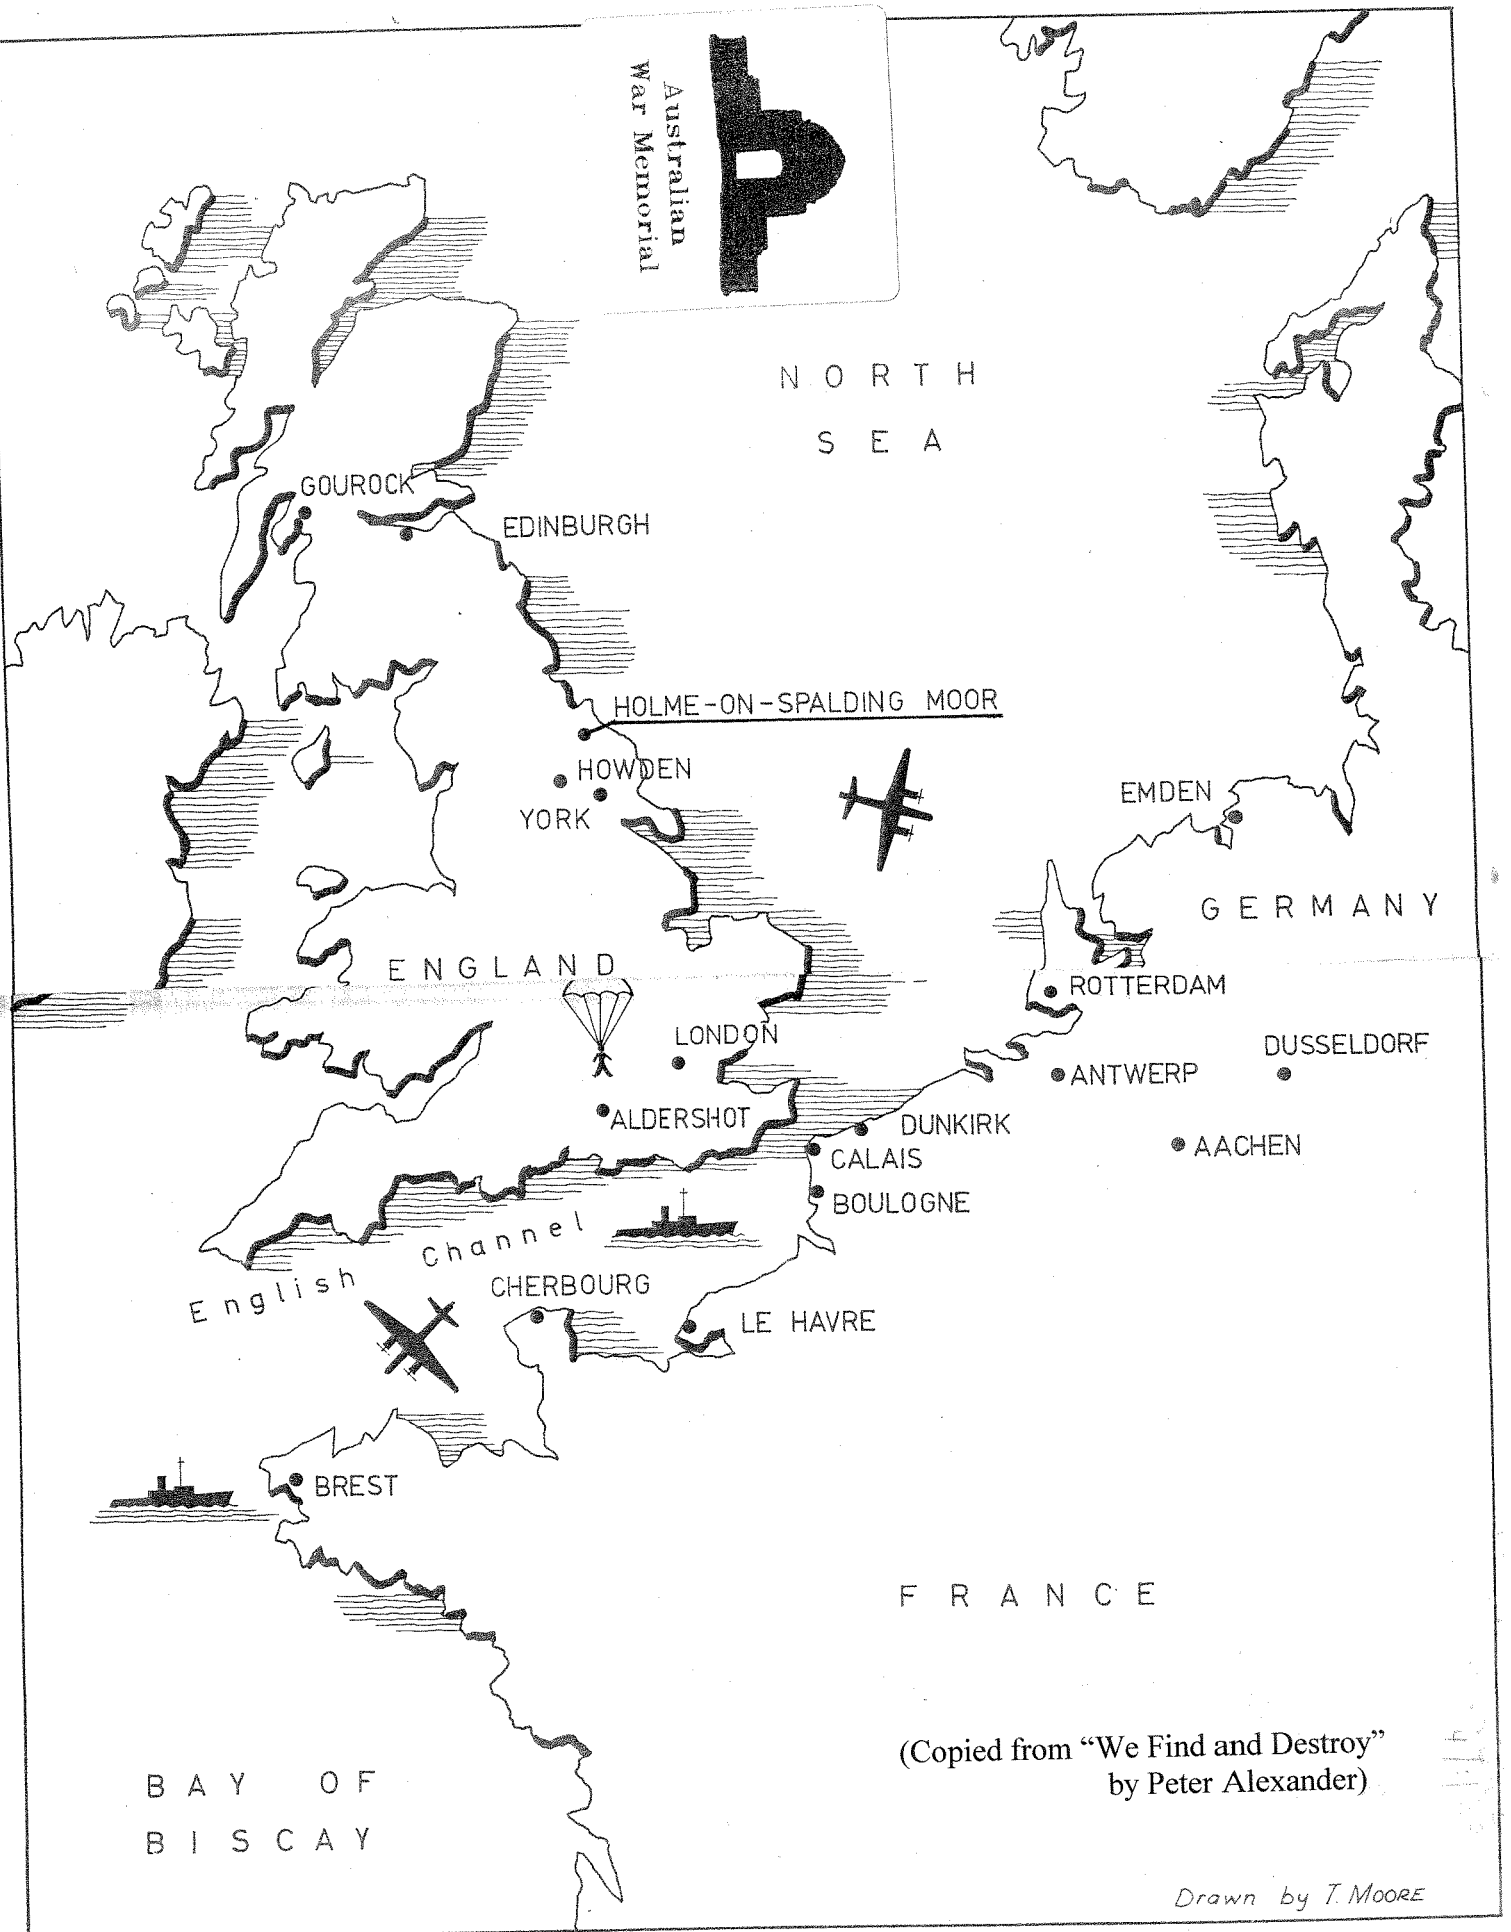 Australian
War Memorial
NORTH
SEA
GOUROCK
EDINBURGH
HOLME-ON-SPALDING MOOR
HOWDEN
YORK
EMDEN
GERMANY
ENGLAND
ROTTERDAM
LONDON
DUSSELDORF
ANTWERP
ALDERSHOT
DUNKIRK
CALAIS
AACHEN
BOULOGNE
English Channel
CHERBOURG
LE HAVRE
BREST
FRANCE
(Copied from “We Find and Destroy”
by Peter Alexander)
BAY OF
BISCAY
Drawn by T. MOORE